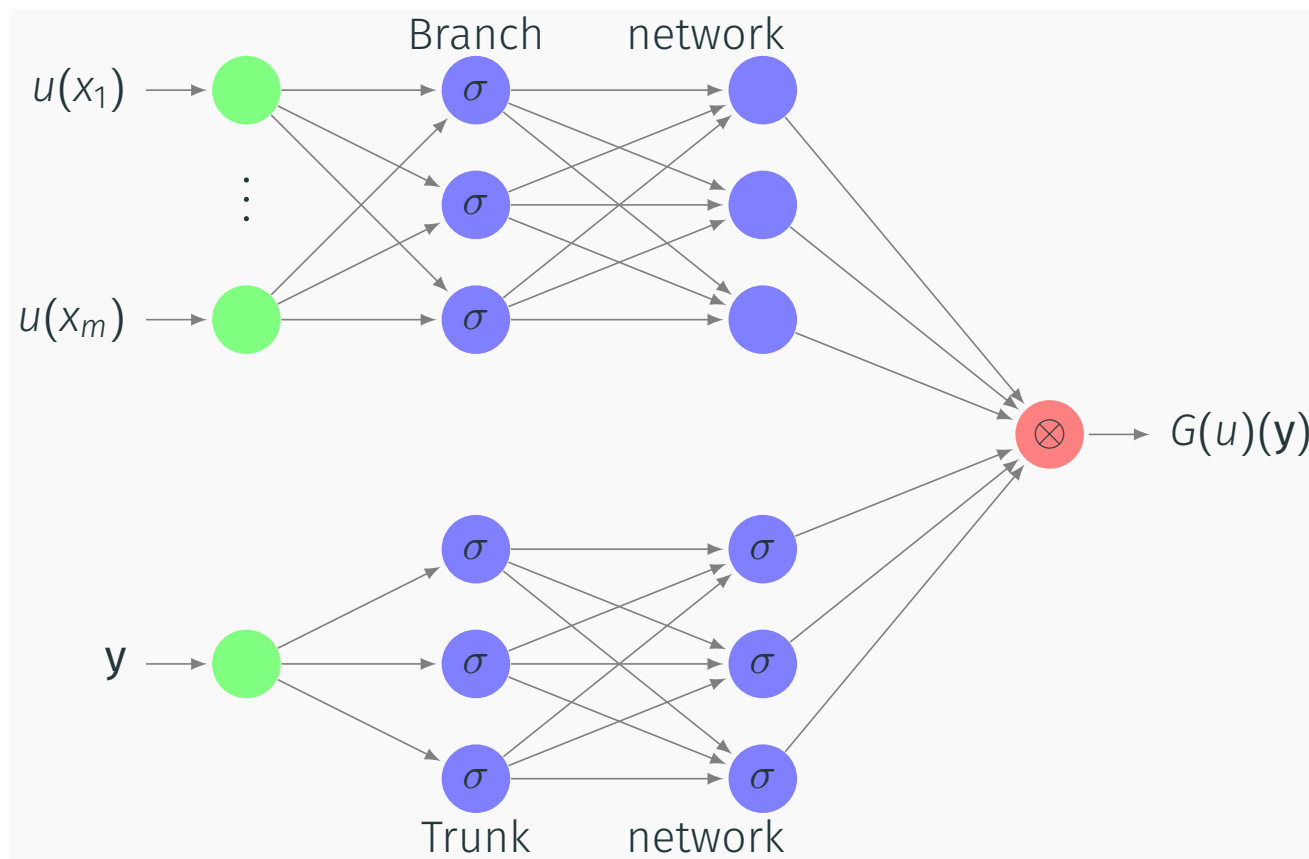 Branch network
u(x₁)
σ
⋮
σ
u(xₘ)
σ
⊗
G(u)(y)
σ σ
y
σ σ
σ σ
Trunk network